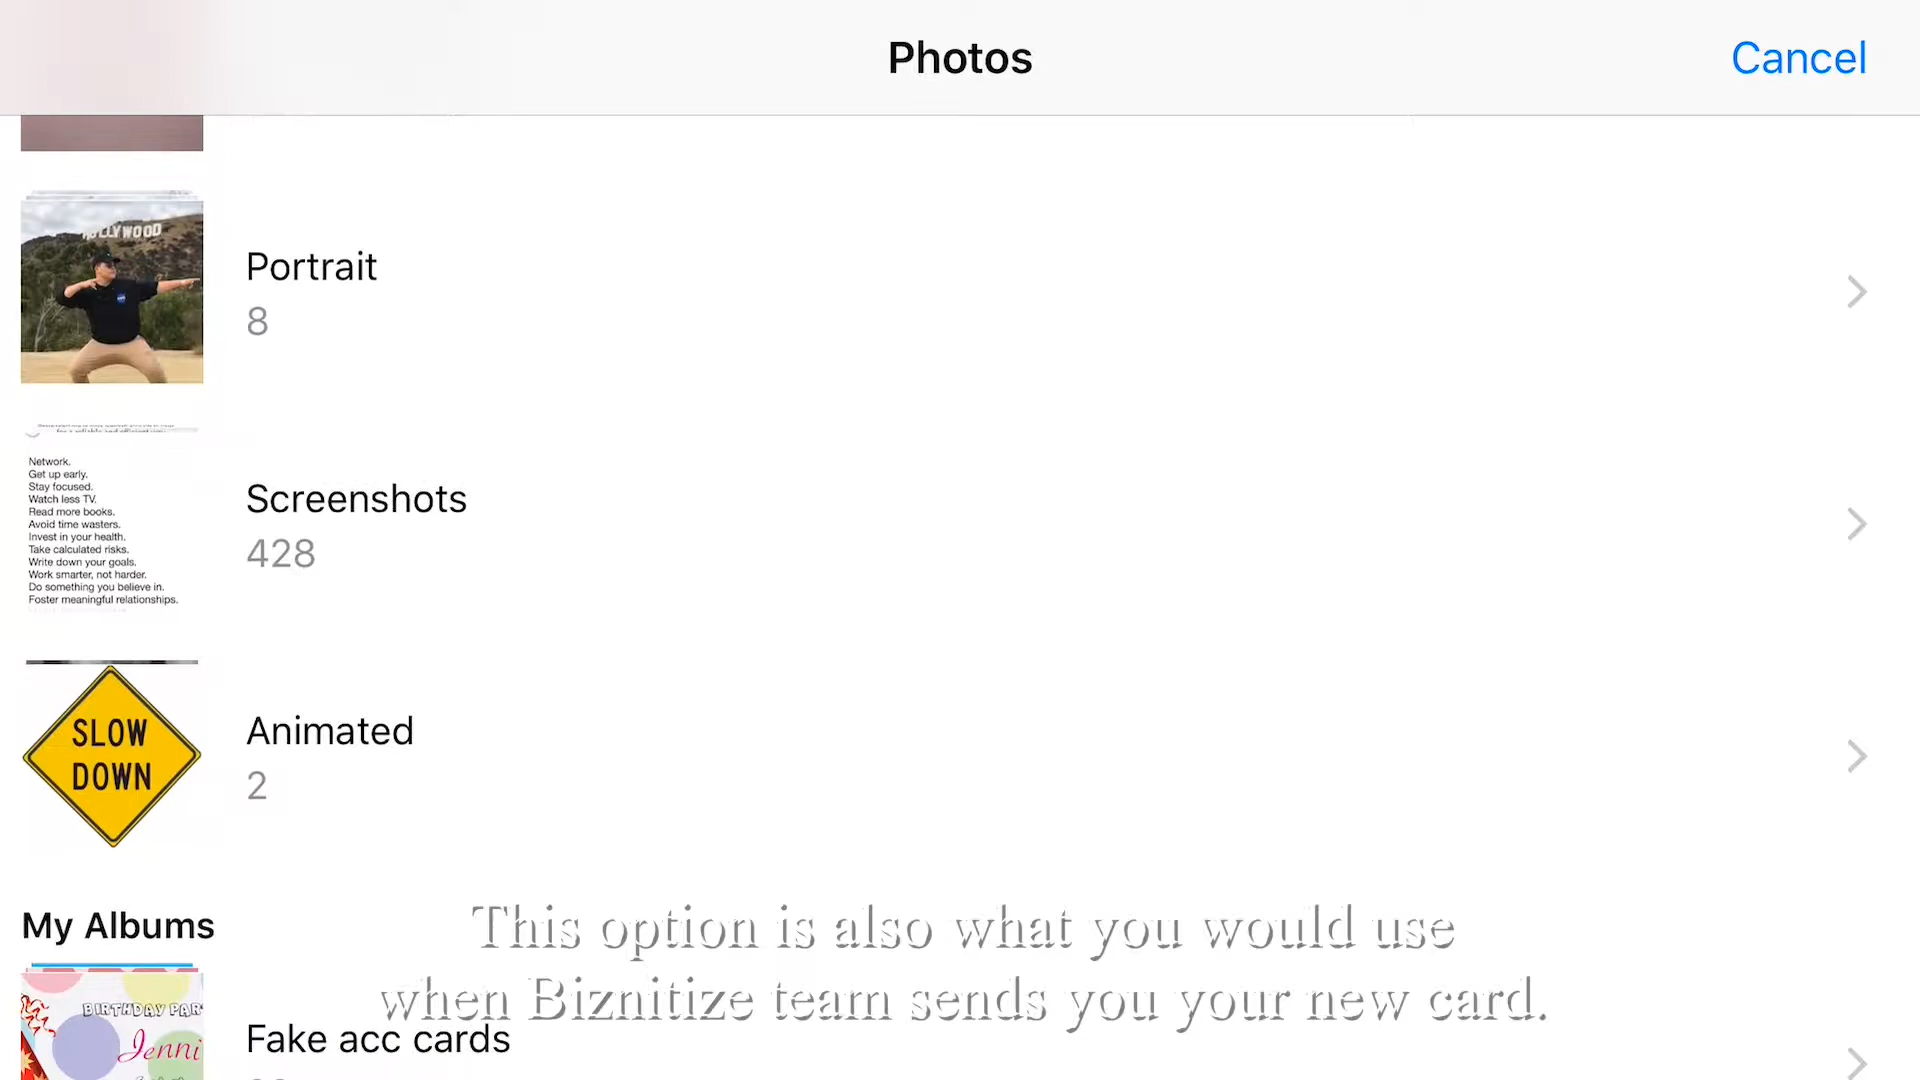 Photos
Cancel
HOLLYWOOD
Portrait
8
Network.
Get up early.
Stay focused.
Watch less TV.
Read more books.
Avoid time wasters.
Invest in your health.
Take calculated risks.
Write down your goals.
Work smarter, not harder.
Do something you believe in.
Foster meaningful relationships.
Screenshots
428
SLOW
DOWN
Animated
2
My Albums
This option is also what you would use
when Biznitize team sends you your new card.
BIRTHDAY PAR
Jenni
Fake acc cards